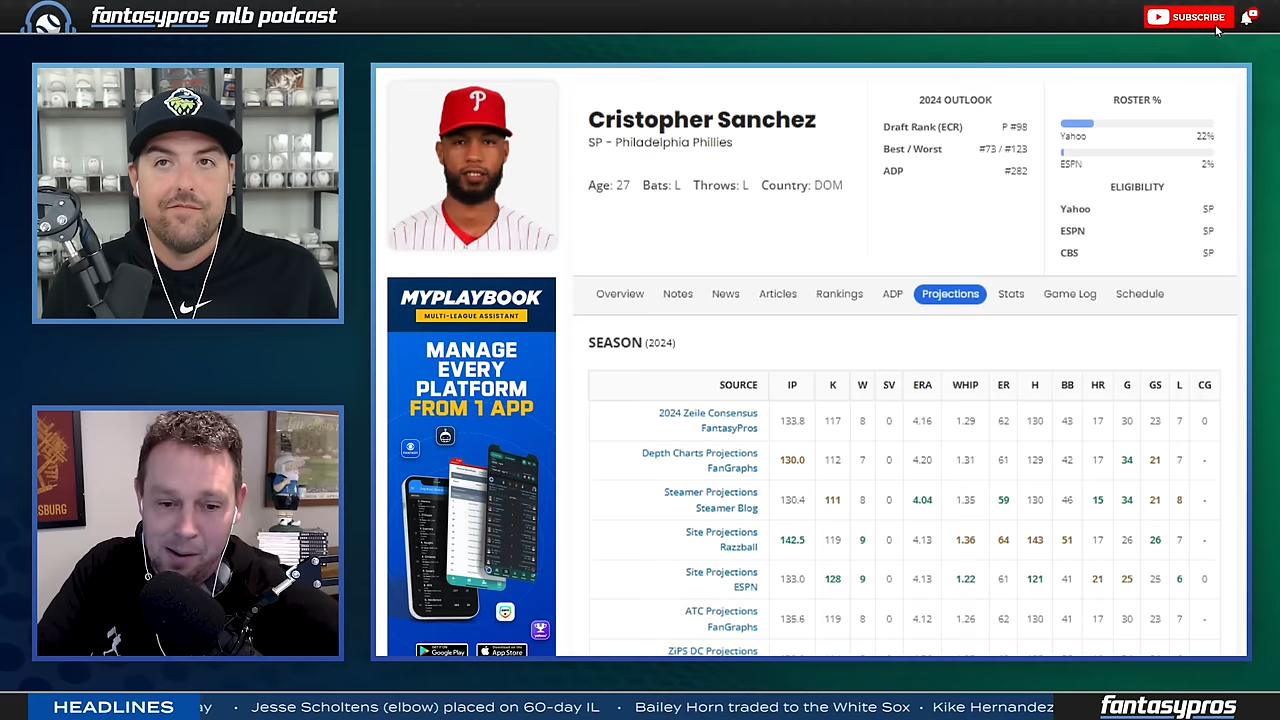 fantasypros mlb podcast
SUBSCRIBE
Cristopher Sanchez
SP - Philadelphia Phillies
Age: 27 Bats: L Throws: L Country: DOM
2024 OUTLOOK
Draft Rank (ECR) P #98
Best / Worst #73 / #123
ADP #282
ROSTER %
Yahoo 22%
ESPN 2%
ELIGIBILITY
Yahoo SP
ESPN SP
CBS SP
P
SBURG
MYPLAYBOOK
MULTI-LEAGUE ASSISTANT
MANAGE
EVERY
PLATFORM
FROM 1 APP
GET IT ON Google Play
App Store
Overview Notes News Articles Rankings ADP Projections Stats Game Log Schedule
SEASON (2024)
SOURCE IP K W SV ERA WHIP ER H BB HR G GS L CG
2024 Zeile Consensus
FantasyPros 133.8 117 8 0 4.16 1.29 62 130 43 17 30 23 7 0
Depth Charts Projections
FanGraphs 130.0 112 7 0 4.20 1.31 61 129 42 17 34 21 7 -
Steamer Projections
Steamer Blog 130.4 111 8 0 4.04 1.35 59 130 46 15 34 21 8 -
Site Projections
Razzball 142.5 119 9 0 4.13 1.36 64 143 51 17 26 26 7 -
Site Projections
ESPN 133.0 128 9 0 4.13 1.22 61 121 41 21 25 25 6 0
ATC Projections
FanGraphs 135.6 119 8 0 4.12 1.26 62 130 41 17 30 23 7 -
ZiPS DC Projections
HEADLINES ay · Jesse Scholtens (elbow) placed on 60-day IL · Bailey Horn traded to the White Sox · Kike Hernandez
fantasypros